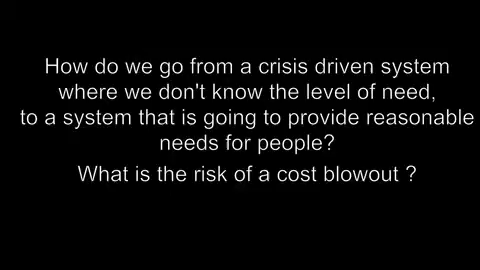 How do we go from a crisis driven system
where we don't know the level of need,
to a system that is going to provide reasonable
needs for people?
What is the risk of a cost blowout ?